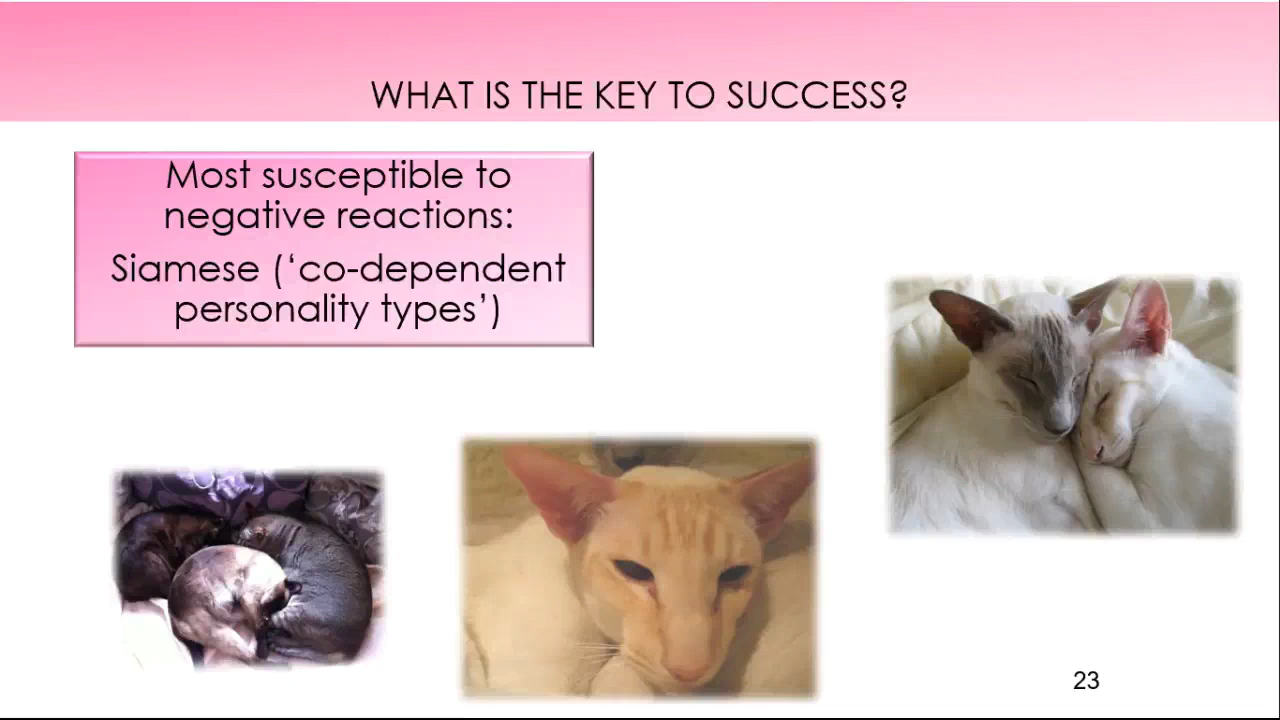 WHAT IS THE KEY TO SUCCESS?
Most susceptible to
negative reactions:
Siamese (‘co-dependent
personality types’)
23